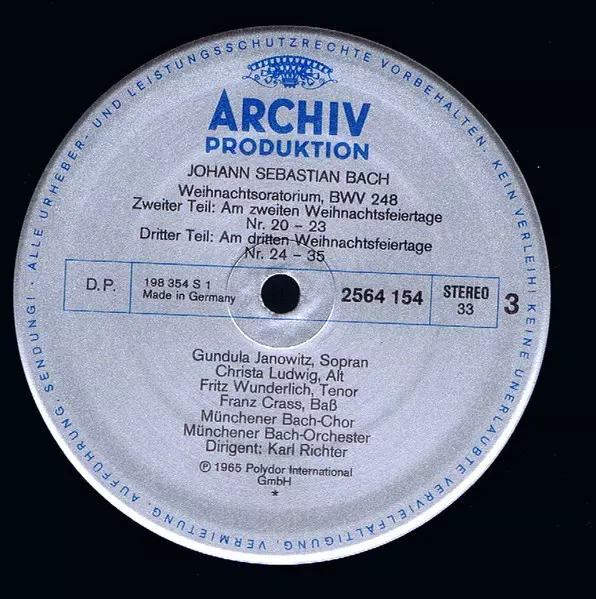 ARCHIV
PRODUKTION
JOHANN SEBASTIAN BACH
Weihnachtsoratorium, BWV 248
Zweiter Teil: Am zweiten Weihnachtsfeiertage
Nr. 20 – 23
Dritter Teil: Am dritten Weihnachtsfeiertage
Nr. 24 – 35
D.P.
198 354 S 1
Made in Germany
2564 154
STEREO
33
3
Gundula Janowitz, Sopran
Christa Ludwig, Alt
Fritz Wunderlich, Tenor
Franz Crass, Baß
Münchener Bach-Chor
Münchener Bach-Orchester
Dirigent: Karl Richter
℗ 1965 Polydor International
GmbH
*
· ALLE URHEBER- UND LEISTUNGSSCHUTZRECHTE VORBEHALTEN. KEIN VERLEIH! KEINE UNERLAUBTE VERVIELFÄLTIGUNG, VERMIETUNG, AUFFÜHRUNG, SENDUNG!